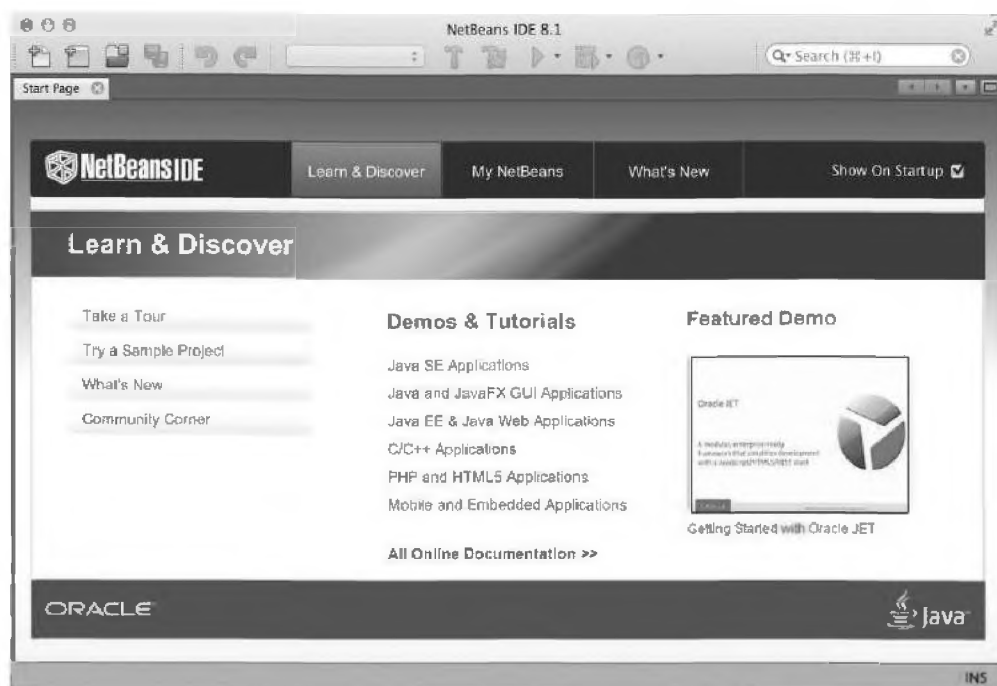 NetBeans IDE 8.1
Search (⌘+I)
Start Page
NetBeans IDE
Learn & Discover
My NetBeans
What's New
Show On Startup
Learn & Discover
Take a Tour
Try a Sample Project
What's New
Community Corner
Demos & Tutorials
Java SE Applications
Java and JavaFX GUI Applications
Java EE & Java Web Applications
C/C++ Applications
PHP and HTML5 Applications
Mobile and Embedded Applications
All Online Documentation >>
Featured Demo
Oracle JET
Getting Started with Oracle JET
ORACLE
Java
INS